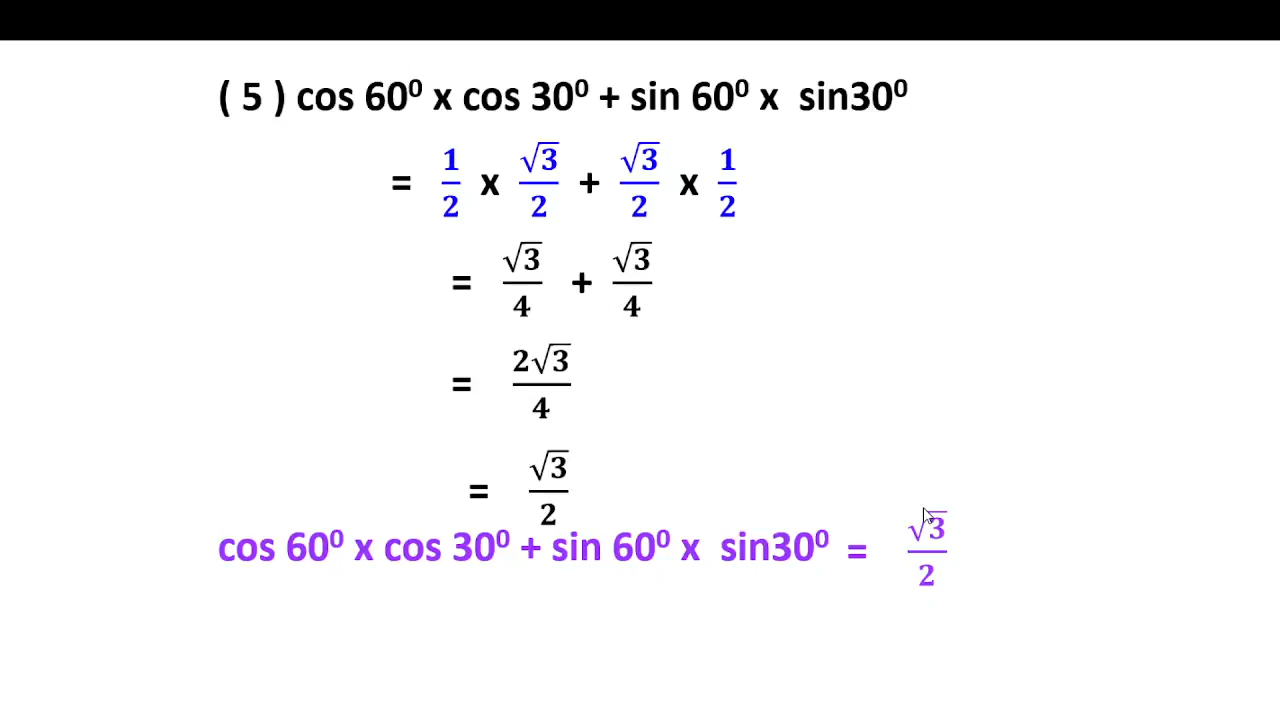 ( 5 ) cos 60⁰ x cos 30⁰ + sin 60⁰ x sin30⁰
= 1/2 x √3/2 + √3/2 x 1/2
= √3/4 + √3/4
= 2√3/4
= √3/2
cos 60⁰ x cos 30⁰ + sin 60⁰ x sin30⁰ = √3/2